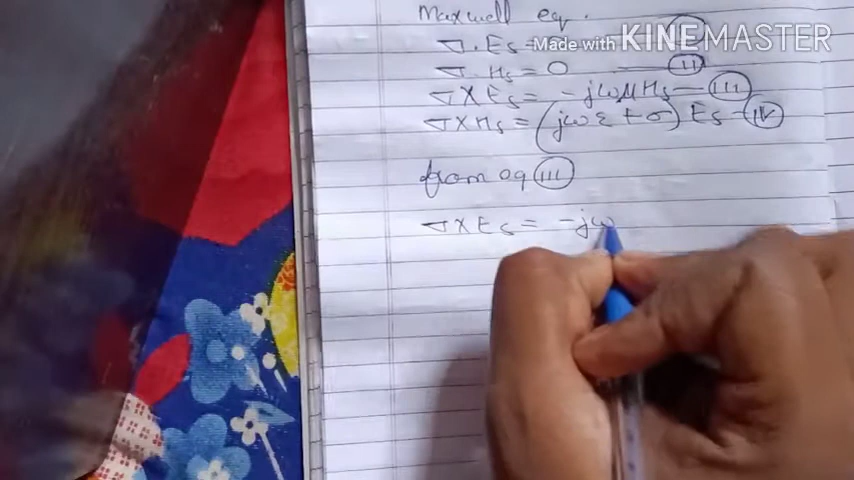 Maxwell eq.
∇.Es =
Made with KINEMASTER
∇.Hs = 0 — II
∇XEs = -jωμHs — III
∇XHs = (jωε + σ) Es — IV
from eq III
∇XEs = -jω